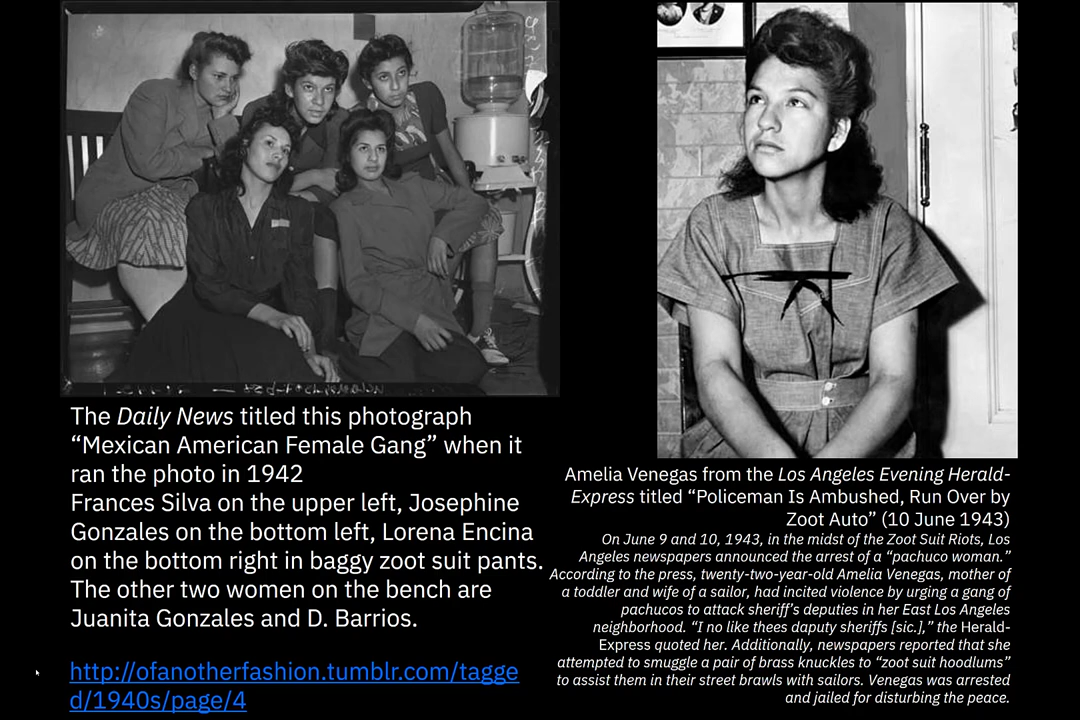 The Daily News titled this photograph
“Mexican American Female Gang” when it
ran the photo in 1942
Frances Silva on the upper left, Josephine
Gonzales on the bottom left, Lorena Encina
on the bottom right in baggy zoot suit pants.
The other two women on the bench are
Juanita Gonzales and D. Barrios.
http://ofanotherfashion.tumblr.com/tagge
d/1940s/page/4
Amelia Venegas from the Los Angeles Evening Herald-
Express titled “Policeman Is Ambushed, Run Over by
Zoot Auto” (10 June 1943)
On June 9 and 10, 1943, in the midst of the Zoot Suit Riots, Los
Angeles newspapers announced the arrest of a “pachuco woman.”
According to the press, twenty-two-year-old Amelia Venegas, mother of
a toddler and wife of a sailor, had incited violence by urging a gang of
pachucos to attack sheriff’s deputies in her East Los Angeles
neighborhood. “I no like thees daputy sheriffs [sic.],” the Herald-
Express quoted her. Additionally, newspapers reported that she
attempted to smuggle a pair of brass knuckles to “zoot suit hoodlums”
to assist them in their street brawls with sailors. Venegas was arrested
and jailed for disturbing the peace.